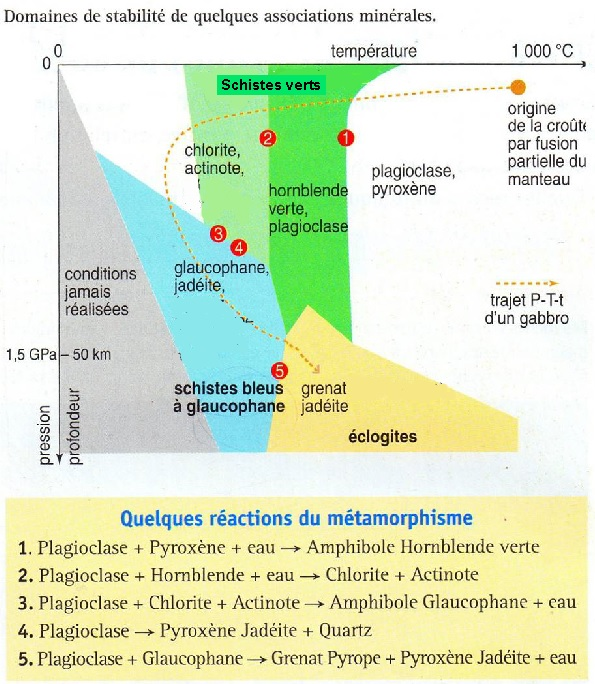 Domaines de stabilité de quelques associations minérales.
0
température
1 000 °C
0
Schistes verts
origine
de la croûte
par fusion
partielle du
manteau
2
1
chlorite,
actinote,
plagioclase,
pyroxène
hornblende
verte,
plagioclase
3
4
glaucophane,
jadéite,
conditions
jamais
réalisées
trajet P-T-t
d'un gabbro
1,5 GPa
50 km
5
schistes bleus
à glaucophane
grenat
jadéite
éclogites
pression
profondeur
Quelques réactions du métamorphisme
1. Plagioclase + Pyroxène + eau → Amphibole Hornblende verte
2. Plagioclase + Hornblende + eau → Chlorite + Actinote
3. Plagioclase + Chlorite + Actinote → Amphibole Glaucophane + eau
4. Plagioclase → Pyroxène Jadéite + Quartz
5. Plagioclase + Glaucophane → Grenat Pyrope + Pyroxène Jadéite + eau